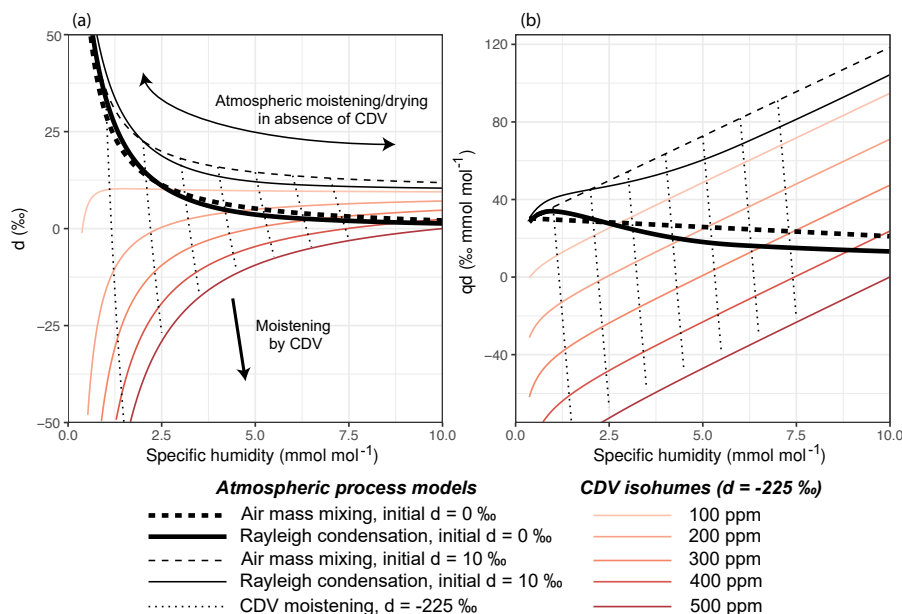 (a)
(b)
50
25
0
−25
−50
d (‰)
Atmospheric moistening/drying
in absence of CDV
Moistening
by CDV
0.0
2.5
5.0
7.5
10.0
Specific humidity (mmol mol⁻¹)
120
80
40
0
−40
qd (‰ mmol mol⁻¹)
0.0
2.5
5.0
7.5
10.0
Specific humidity (mmol mol⁻¹)
Atmospheric process models
Air mass mixing, initial d = 0 ‰
Rayleigh condensation, initial d = 0 ‰
Air mass mixing, initial d = 10 ‰
Rayleigh condensation, initial d = 10 ‰
CDV moistening, d = -225 ‰
CDV isohumes (d = -225 ‰)
100 ppm
200 ppm
300 ppm
400 ppm
500 ppm